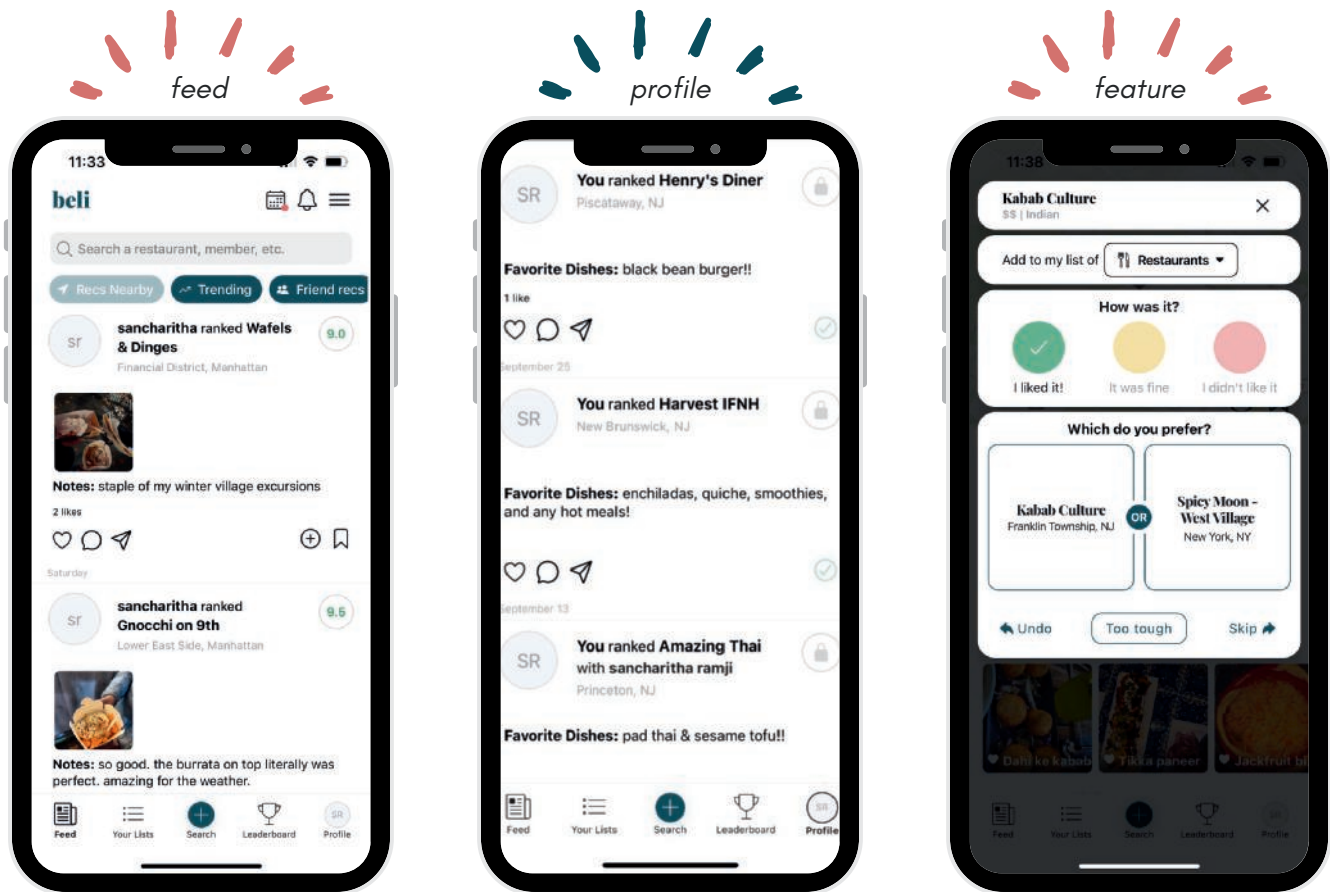 feed
11:33
beli
Search a restaurant, member, etc.
Recs Nearby
Trending
Friend recs
sr
sancharitha ranked Wafels
& Dinges
Financial District, Manhattan
9.0
Notes: staple of my winter village excursions
2 likes
Saturday
sr
sancharitha ranked
Gnocchi on 9th
Lower East Side, Manhattan
9.5
Notes: so good. the burrata on top literally was
perfect. amazing for the weather.
Feed
Your Lists
Search
Leaderboard
SR
Profile
profile
SR
You ranked Henry's Diner
Piscataway, NJ
Favorite Dishes: black bean burger!!
1 like
September 25
SR
You ranked Harvest IFNH
New Brunswick, NJ
Favorite Dishes: enchiladas, quiche, smoothies,
and any hot meals!
September 13
SR
You ranked Amazing Thai
with sancharitha ramji
Princeton, NJ
Favorite Dishes: pad thai & sesame tofu!!
Feed
Your Lists
Search
Leaderboard
SR
Profile
feature
11:38
Kabab Culture
$$ | Indian
Add to my list of
Restaurants
How was it?
I liked it!
It was fine
I didn't like it
Which do you prefer?
Kabab Culture
Franklin Township, NJ
OR
Spicy Moon –
West Village
New York, NY
Undo
Too tough
Skip
Dahi ke kabab
Tikka paneer
Jackfruit bi
Feed
Your Lists
Search
Leaderboard
SR
Profile